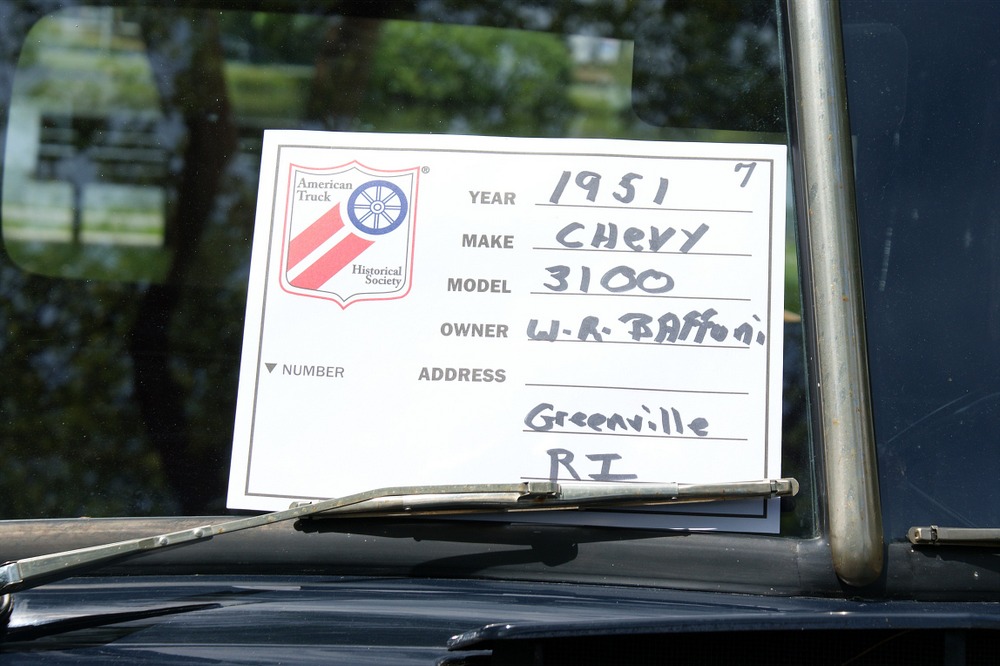 American
Truck
®
Historical
Society
7
YEAR 1951
MAKE CHEVY
MODEL 3100
OWNER W.R. BAffoni
▼ NUMBER
ADDRESS
Greenville
RI